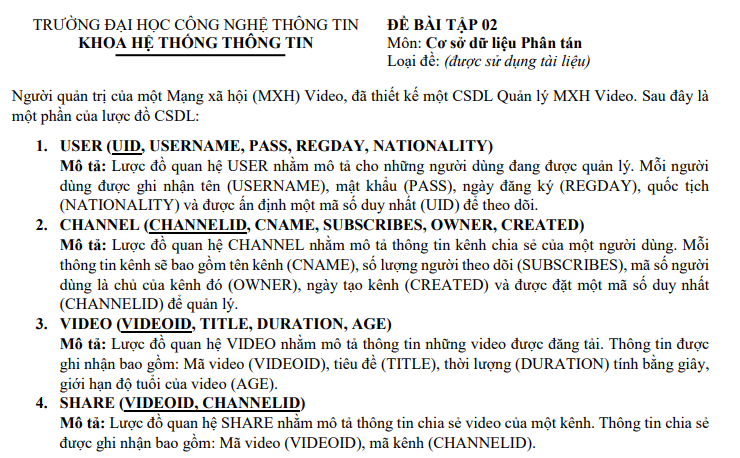 TRƯỜNG ĐẠI HỌC CÔNG NGHỆ THÔNG TIN
KHOA HỆ THỐNG THÔNG TIN
ĐỀ BÀI TẬP 02
Môn: Cơ sở dữ liệu Phân tán
Loại đề: (được sử dụng tài liệu)
Người quản trị của một Mạng xã hội (MXH) Video, đã thiết kế một CSDL Quản lý MXH Video. Sau đây là
một phần của lược đồ CSDL:
1. USER (UID, USERNAME, PASS, REGDAY, NATIONALITY)
Mô tả: Lược đồ quan hệ USER nhằm mô tả cho những người dùng đang được quản lý. Mỗi người
dùng được ghi nhận tên (USERNAME), mật khẩu (PASS), ngày đăng ký (REGDAY), quốc tịch
(NATIONALITY) và được ấn định một mã số duy nhất (UID) để theo dõi.
2. CHANNEL (CHANNELID, CNAME, SUBSCRIBES, OWNER, CREATED)
Mô tả: Lược đồ quan hệ CHANNEL nhằm mô tả thông tin kênh chia sẻ của một người dùng. Mỗi
thông tin kênh sẽ bao gồm tên kênh (CNAME), số lượng người theo dõi (SUBSCRIBES), mã số người
dùng là chủ của kênh đó (OWNER), ngày tạo kênh (CREATED) và được đặt một mã số duy nhất
(CHANNELID) để quản lý.
3. VIDEO (VIDEOID, TITLE, DURATION, AGE)
Mô tả: Lược đồ quan hệ VIDEO nhằm mô tả thông tin những video được đăng tải. Thông tin được
ghi nhận bao gồm: Mã video (VIDEOID), tiêu đề (TITLE), thời lượng (DURATION) tính bằng giây,
giới hạn độ tuổi của video (AGE).
4. SHARE (VIDEOID, CHANNELID)
Mô tả: Lược đồ quan hệ SHARE nhằm mô tả thông tin chia sẻ video của một kênh. Thông tin chia sẻ
được ghi nhận bao gồm: Mã video (VIDEOID), mã kênh (CHANNELID).